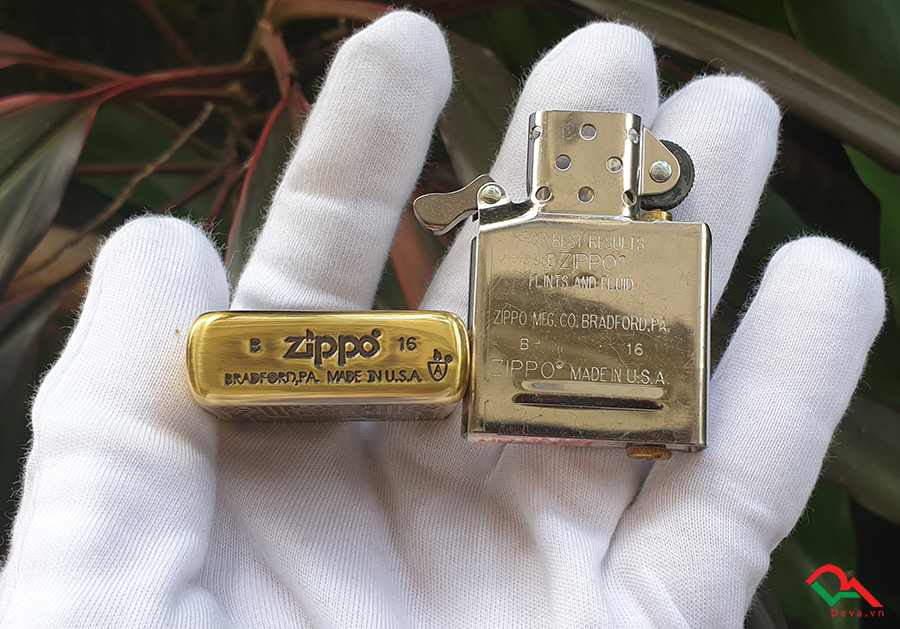 B zippo 16
BRADFORD, PA. MADE IN U.S.A.
A
FOR BEST RESULTS
USE ZIPPO®
FLINTS AND FLUID
ZIPPO MFG. CO. BRADFORD, PA.
B 16
ZIPPO® MADE IN U.S.A.
Deva.vn